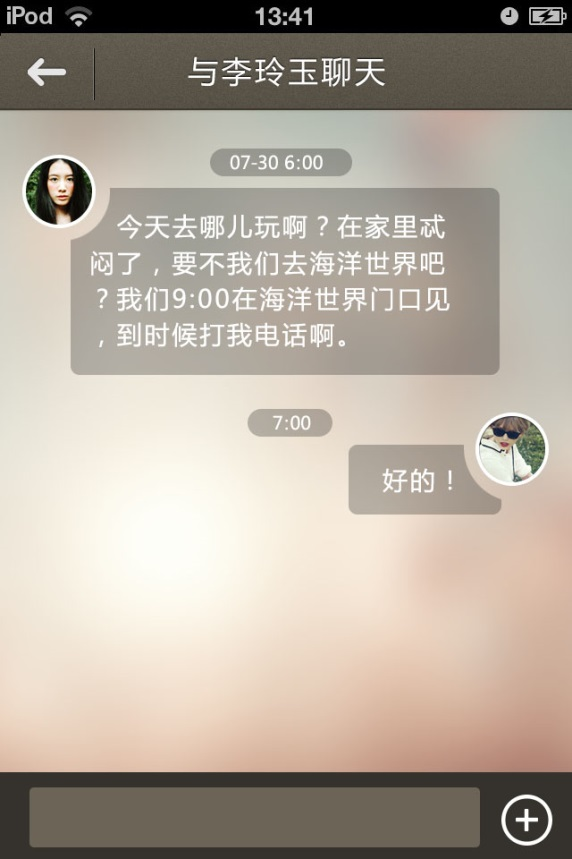 iPod 13:41
与李玲玉聊天
07-30 6:00
今天去哪儿玩啊？在家里忒
闷了，要不我们去海洋世界吧
？我们9:00在海洋世界门口见
，到时候打我电话啊。
7:00
好的！